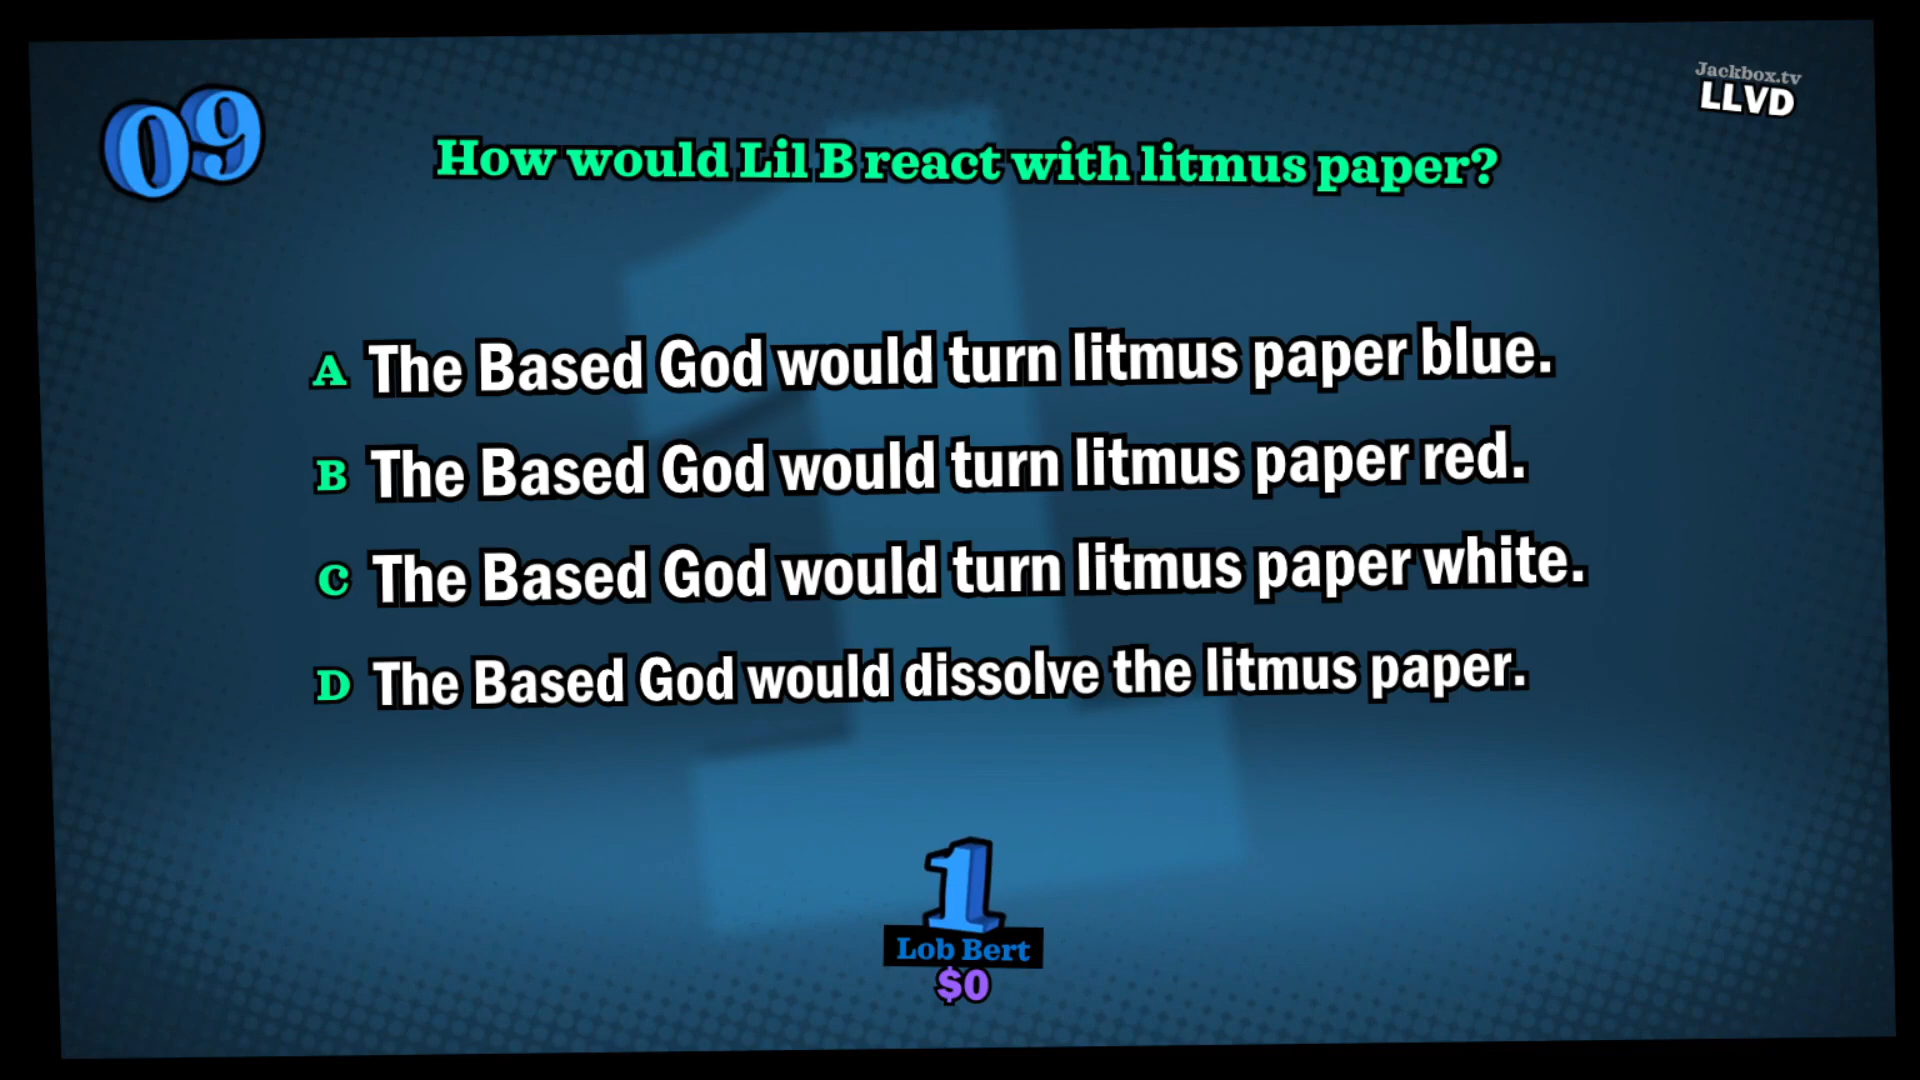 09
Jackbox.tv
LLVD
How would Lil B react with litmus paper?
A The Based God would turn litmus paper blue.
B The Based God would turn litmus paper red.
C The Based God would turn litmus paper white.
D The Based God would dissolve the litmus paper.
1
Lob Bert
$0